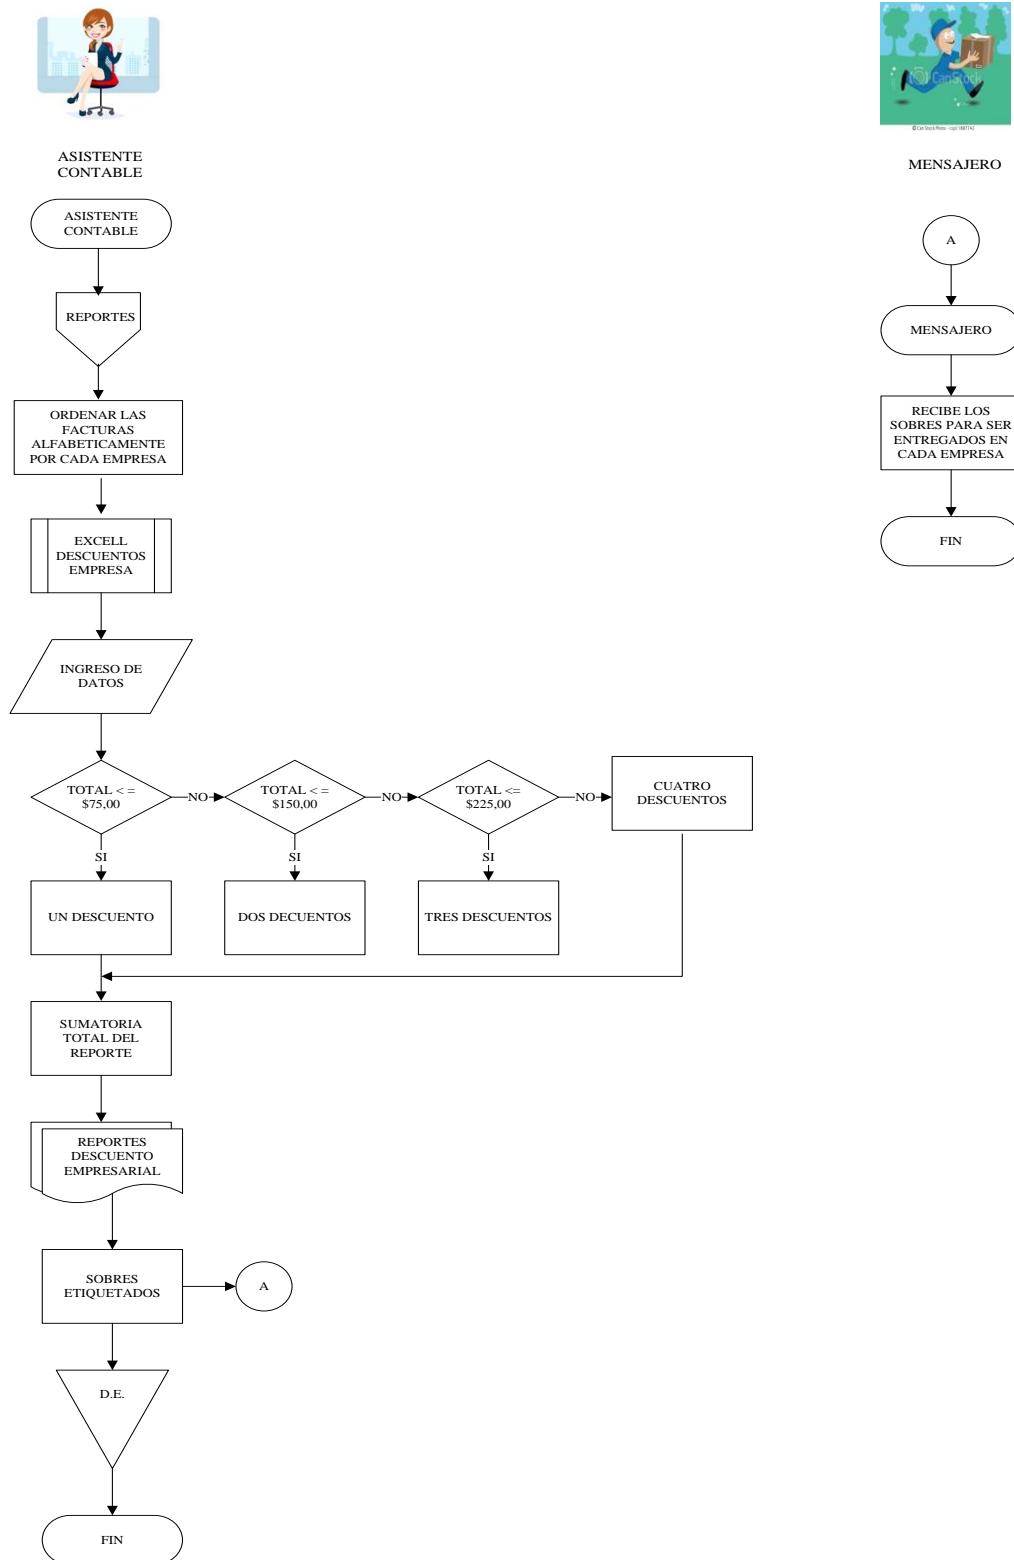 ASISTENTE
CONTABLE
ASISTENTE
CONTABLE
REPORTES
ORDENAR LAS
FACTURAS
ALFABETICAMENTE
POR CADA EMPRESA
EXCELL
DESCUENTOS
EMPRESA
INGRESO DE
DATOS
TOTAL < =
$75,00
NO
TOTAL < =
$150,00
NO
TOTAL <=
$225,00
NO
CUATRO
DESCUENTOS
SI
SI
SI
UN DESCUENTO
DOS DECUENTOS
TRES DESCUENTOS
SUMATORIA
TOTAL DEL
REPORTE
REPORTES
DESCUENTO
EMPRESARIAL
SOBRES
ETIQUETADOS
A
D.E.
FIN
CanStock
MENSAJERO
A
MENSAJERO
RECIBE LOS
SOBRES PARA SER
ENTREGADOS EN
CADA EMPRESA
FIN